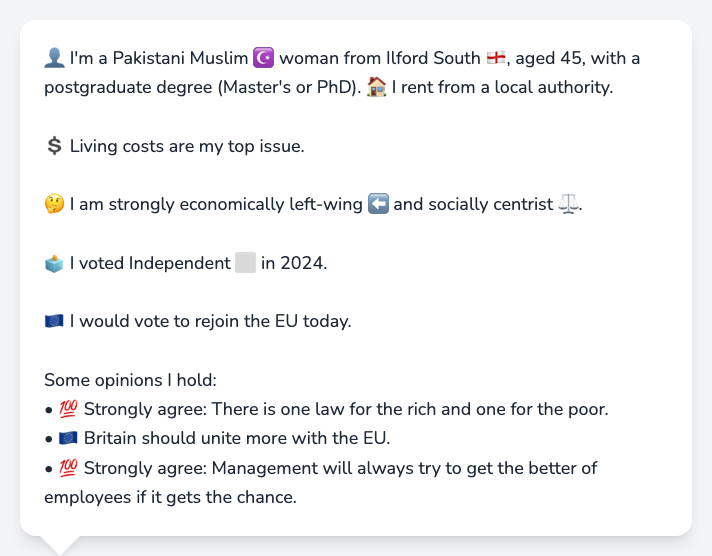 👤 I'm a Pakistani Muslim ☪️ woman from Ilford South 🏴󠁧󠁢󠁥󠁮󠁧󠁿, aged 45, with a
postgraduate degree (Master's or PhD). 🏠 I rent from a local authority.
💲 Living costs are my top issue.
🤔 I am strongly economically left-wing ⬅️ and socially centrist ⚖️.
🗳️ I voted Independent ⬜ in 2024.
🇪🇺 I would vote to rejoin the EU today.
Some opinions I hold:
• 💯 Strongly agree: There is one law for the rich and one for the poor.
• 🇪🇺 Britain should unite more with the EU.
• 💯 Strongly agree: Management will always try to get the better of
employees if it gets the chance.